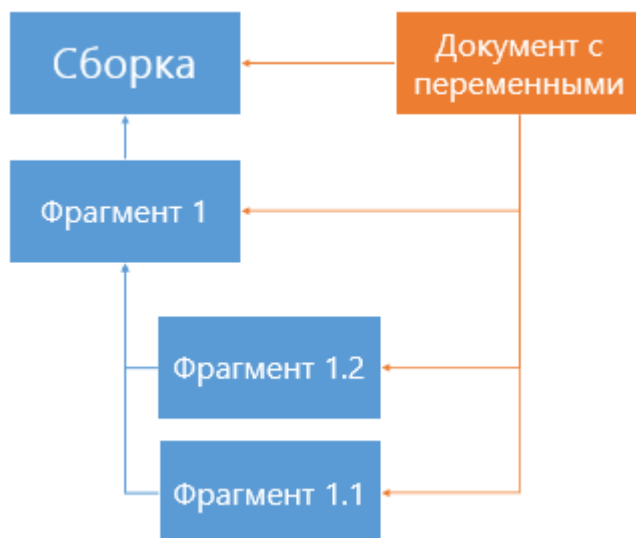 Сборка
Документ с
переменными
Фрагмент 1
Фрагмент 1.2
Фрагмент 1.1